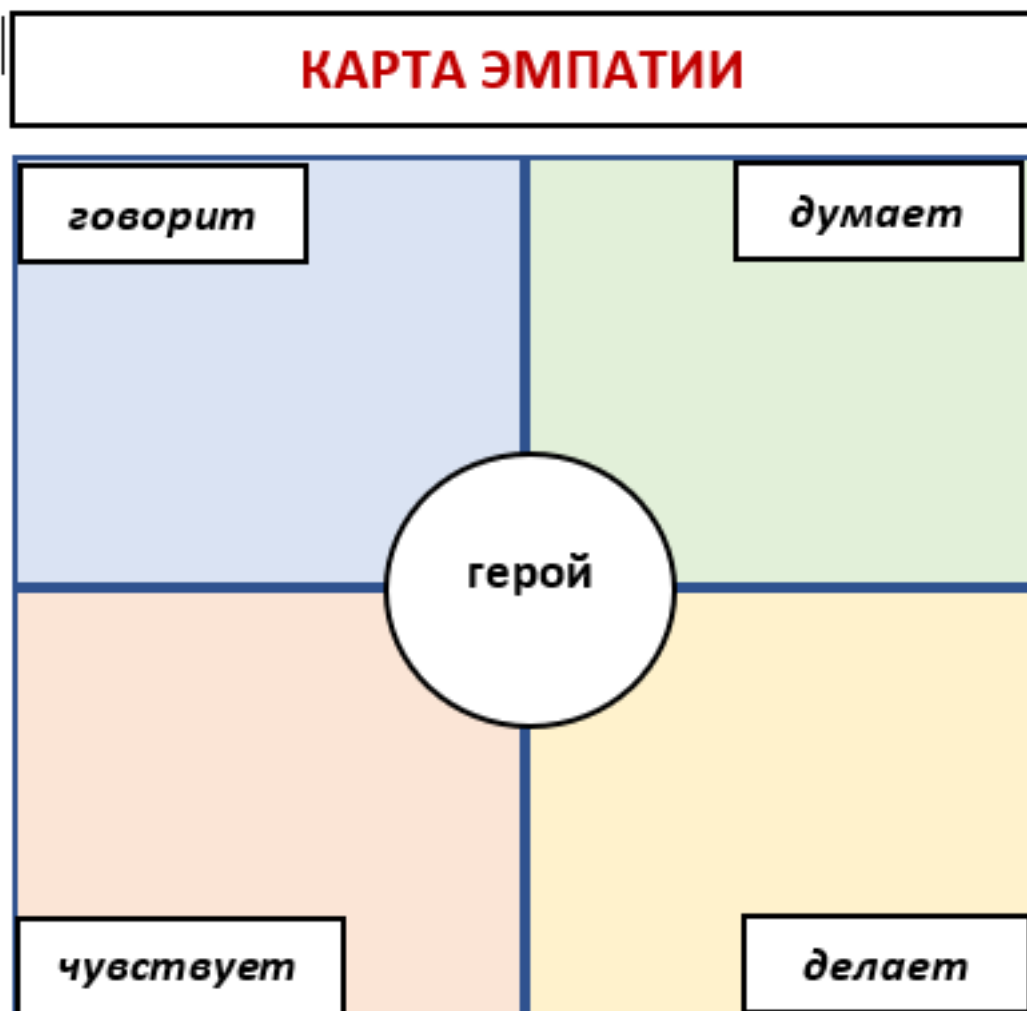 КАРТА ЭМПАТИИ
говорит
думает
герой
чувствует
делает